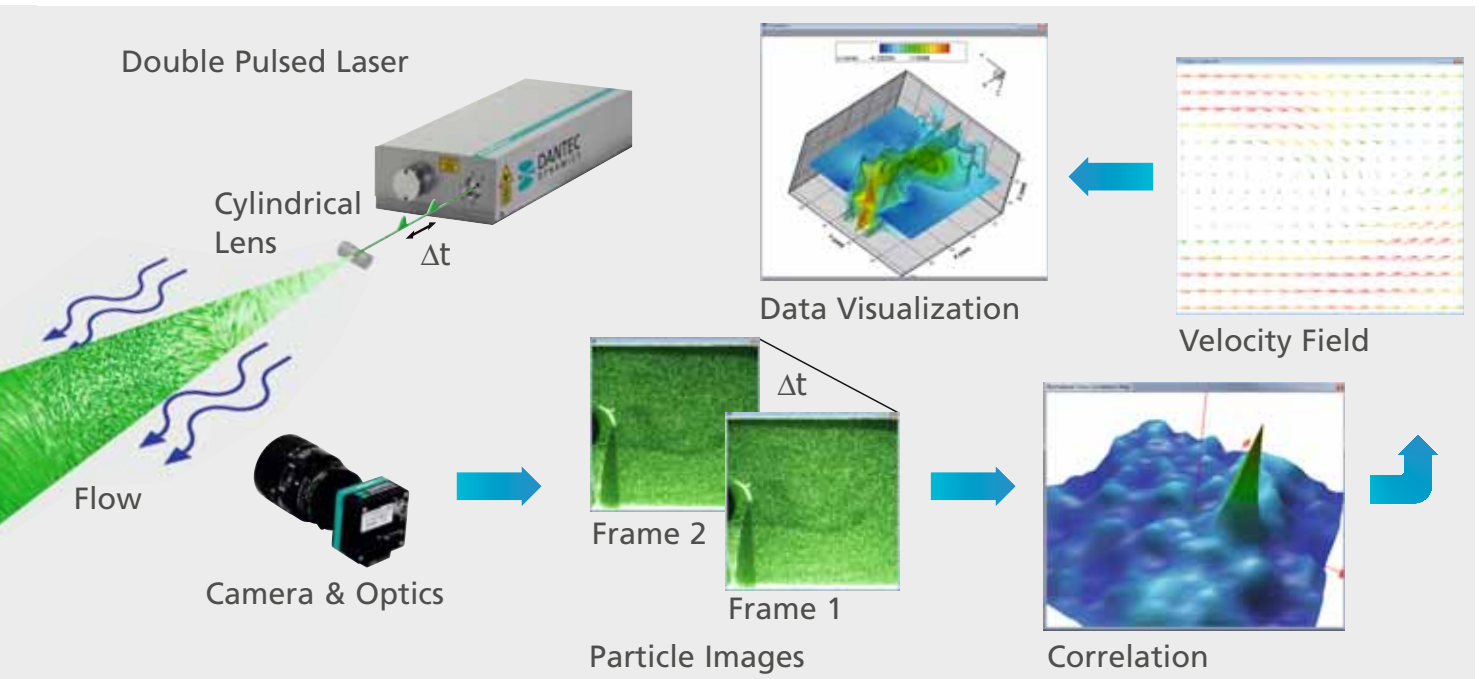 Double Pulsed Laser
DANTEC
DYNAMICS
Cylindrical
Lens
Δt
Flow
Camera & Optics
Data Visualization
Velocity Field
Δt
Frame 2
Frame 1
Particle Images
Correlation